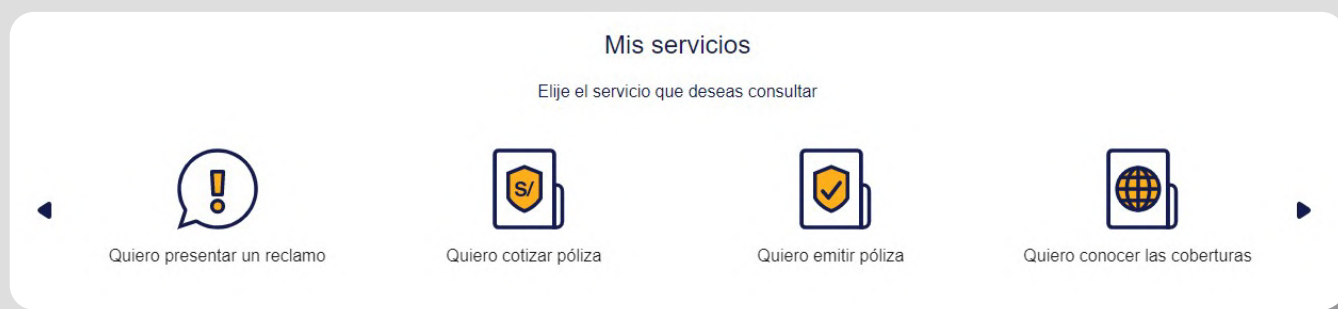 Mis servicios
Elije el servicio que deseas consultar
S/
Quiero presentar un reclamo
Quiero cotizar póliza
Quiero emitir póliza
Quiero conocer las coberturas